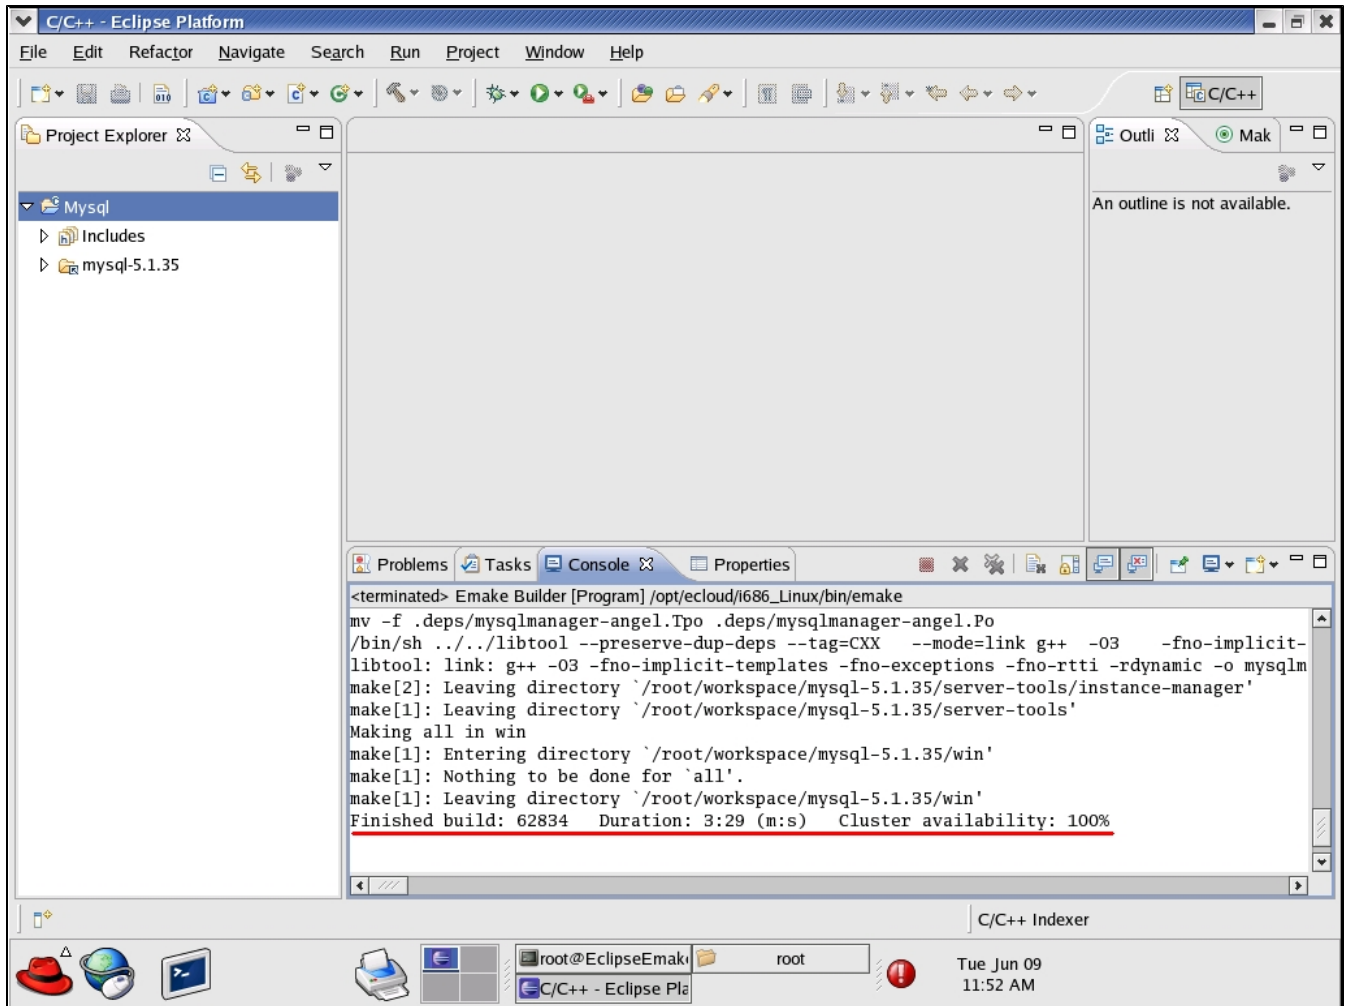 C/C++ - Eclipse Platform
File Edit Refactor Navigate Search Run Project Window Help
C/C++
Project Explorer
Outli Mak
Mysql
An outline is not available.
Includes
mysql-5.1.35
Problems Tasks Console Properties
<terminated> Emake Builder [Program] /opt/ecloud/i686_Linux/bin/emake
mv -f .deps/mysqlmanager-angel.Tpo .deps/mysqlmanager-angel.Po
/bin/sh ../../libtool --preserve-dup-deps --tag=CXX --mode=link g++ -O3 -fno-implicit-
libtool: link: g++ -O3 -fno-implicit-templates -fno-exceptions -fno-rtti -rdynamic -o mysqlm
make[2]: Leaving directory `/root/workspace/mysql-5.1.35/server-tools/instance-manager'
make[1]: Leaving directory `/root/workspace/mysql-5.1.35/server-tools'
Making all in win
make[1]: Entering directory `/root/workspace/mysql-5.1.35/win'
make[1]: Nothing to be done for `all'.
make[1]: Leaving directory `/root/workspace/mysql-5.1.35/win'
Finished build: 62834 Duration: 3:29 (m:s) Cluster availability: 100%
C/C++ Indexer
root@EclipseEmak root
Tue Jun 09
C/C++ - Eclipse Pla
11:52 AM